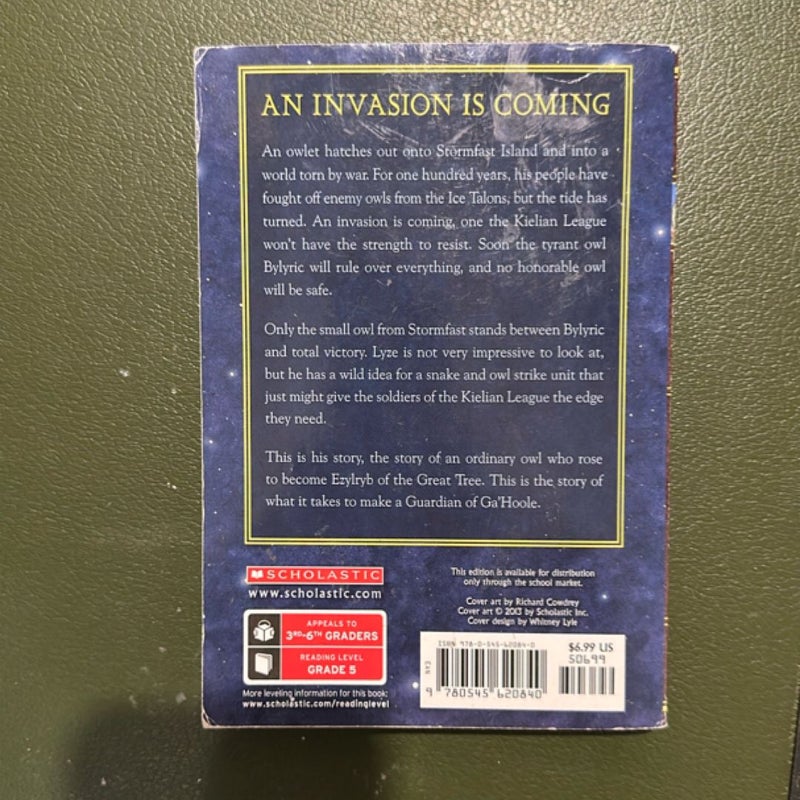 AN INVASION IS COMING
An owlet hatches out onto Stormfast Island and into a
world torn by war. For one hundred years, his people have
fought off enemy owls from the Ice Talons, but the tide has
turned. An invasion is coming, one the Kielian League
won't have the strength to resist. Soon the tyrant owl
Bylyric will rule over everything, and no honorable owl
will be safe.
Only the small owl from Stormfast stands between Bylyric
and total victory. Lyze is not very impressive to look at,
but he has a wild idea for a snake and owl strike unit that
just might give the soldiers of the Kielian League the edge
they need.
This is his story, the story of an ordinary owl who rose
to become Ezylryb of the Great Tree. This is the story of
what it takes to make a Guardian of Ga'Hoole.
SCHOLASTIC
www.scholastic.com
APPEALS TO
3RD-6TH GRADERS
READING LEVEL
GRADE 5
More leveling information for this book:
www.scholastic.com/readinglevel
This edition is available for distribution
only through the school market.
Cover art by Richard Cowdrey
Cover art © 2013 by Scholastic Inc.
Cover design by Whitney Lyle
ISBN 978-0-545-62084-0
$6.99 US
50699
EAN
9 780545 620840